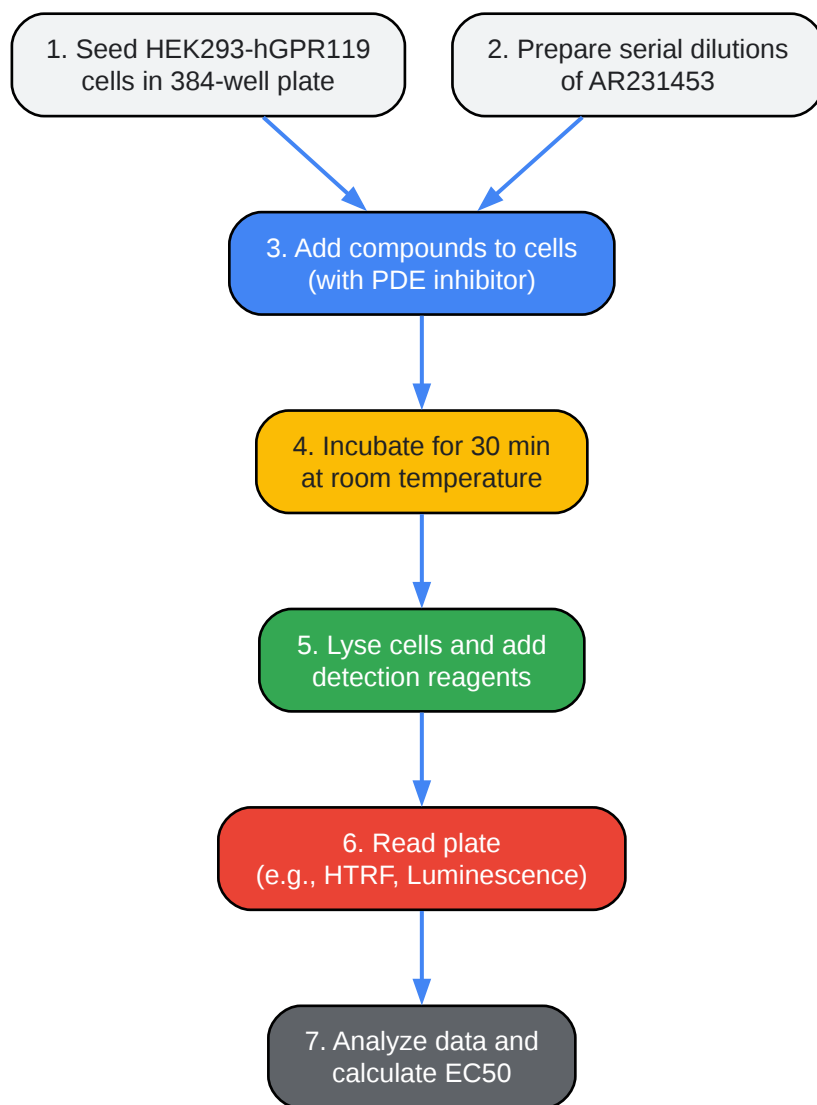 1. Seed HEK293-hGPR119
cells in 384-well plate
2. Prepare serial dilutions
of AR231453
3. Add compounds to cells
(with PDE inhibitor)
4. Incubate for 30 min
at room temperature
5. Lyse cells and add
detection reagents
6. Read plate
(e.g., HTRF, Luminescence)
7. Analyze data and
calculate EC50